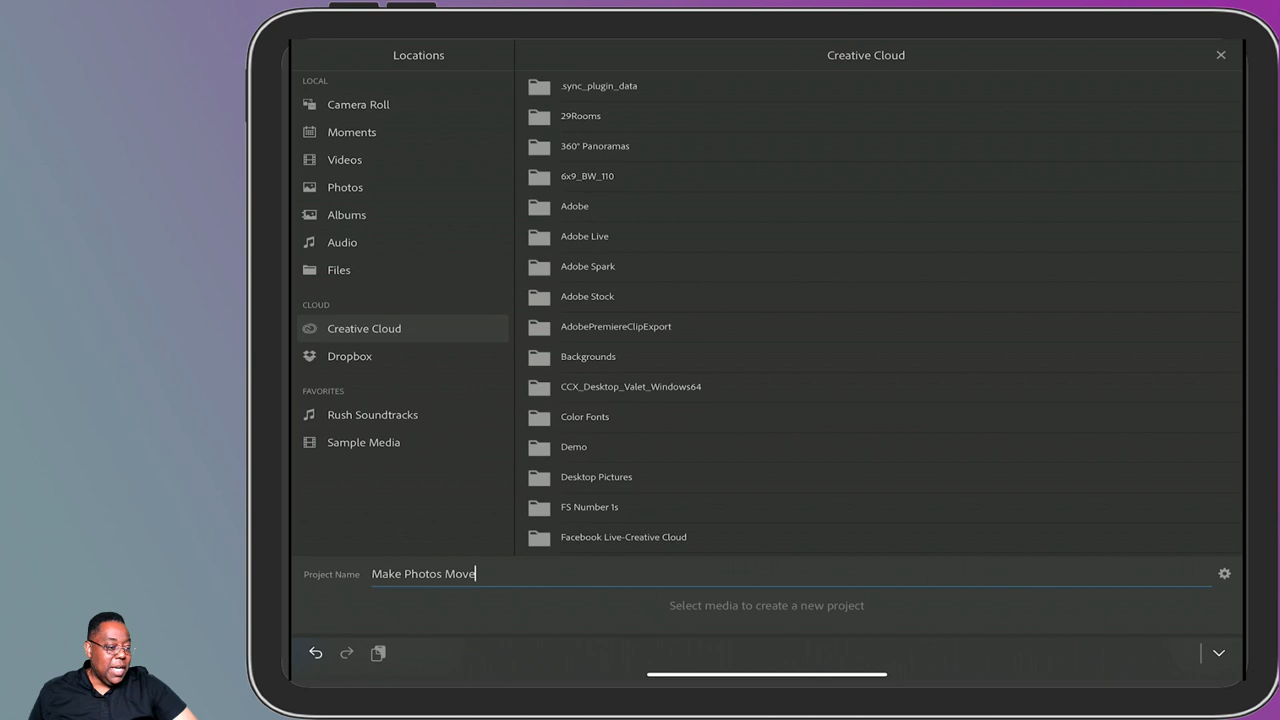 Locations
Creative Cloud
LOCAL
Camera Roll
Moments
Videos
Photos
Albums
Audio
Files
CLOUD
Creative Cloud
Dropbox
FAVORITES
Rush Soundtracks
Sample Media
.sync_plugin_data
29Rooms
360° Panoramas
6x9_BW_110
Adobe
Adobe Live
Adobe Spark
Adobe Stock
AdobePremiereClipExport
Backgrounds
CCX_Desktop_Valet_Windows64
Color Fonts
Demo
Desktop Pictures
FS Number 1s
Facebook Live-Creative Cloud
Project Name Make Photos Move
Select media to create a new project